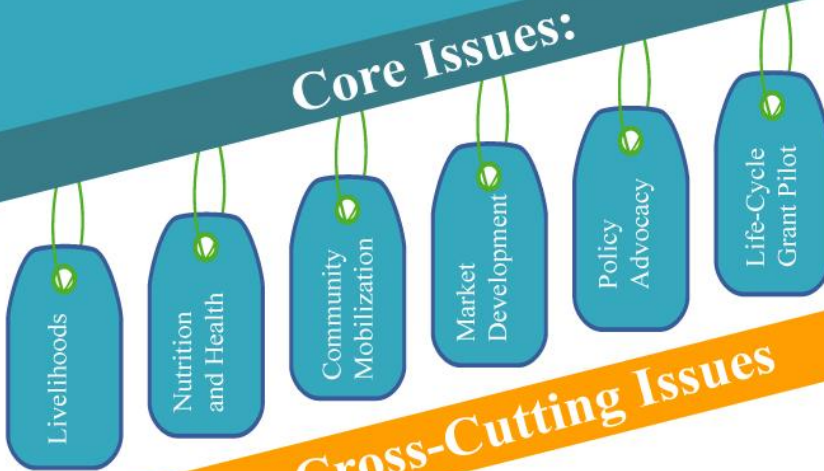 Core Issues:
Livelihoods
Nutrition
and Health
Community
Mobilization
Market
Development
Policy
Advocacy
Life-Cycle
Grant Pilot
Cross-Cutting Issues